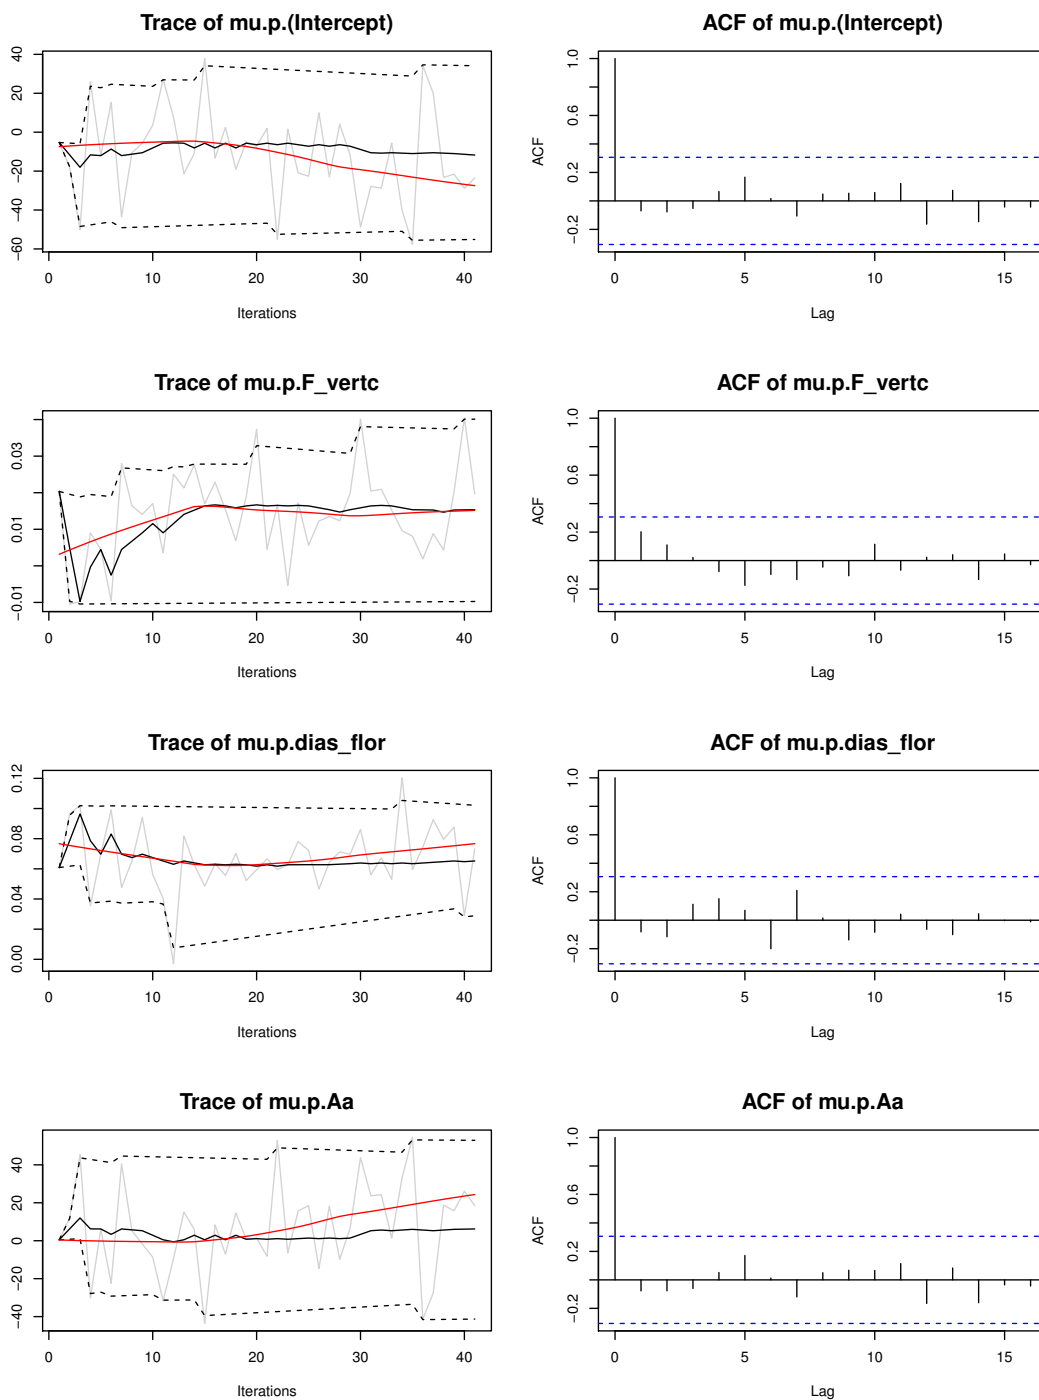 Trace of mu.p.(Intercept)
40
20
0
−20
−40
−60
0 10 20 30 40
Iterations
ACF of mu.p.(Intercept)
1.0
0.6
0.2
−0.2
ACF
0 5 10 15
Lag
Trace of mu.p.F_vertc
0.03
0.01
−0.01
0 10 20 30 40
Iterations
ACF of mu.p.F_vertc
1.0
0.6
0.2
−0.2
ACF
0 5 10 15
Lag
Trace of mu.p.dias_flor
0.12
0.08
0.04
0.00
0 10 20 30 40
Iterations
ACF of mu.p.dias_flor
1.0
0.6
0.2
−0.2
ACF
0 5 10 15
Lag
Trace of mu.p.Aa
40
20
0
−20
−40
0 10 20 30 40
Iterations
ACF of mu.p.Aa
1.0
0.6
0.2
−0.2
ACF
0 5 10 15
Lag